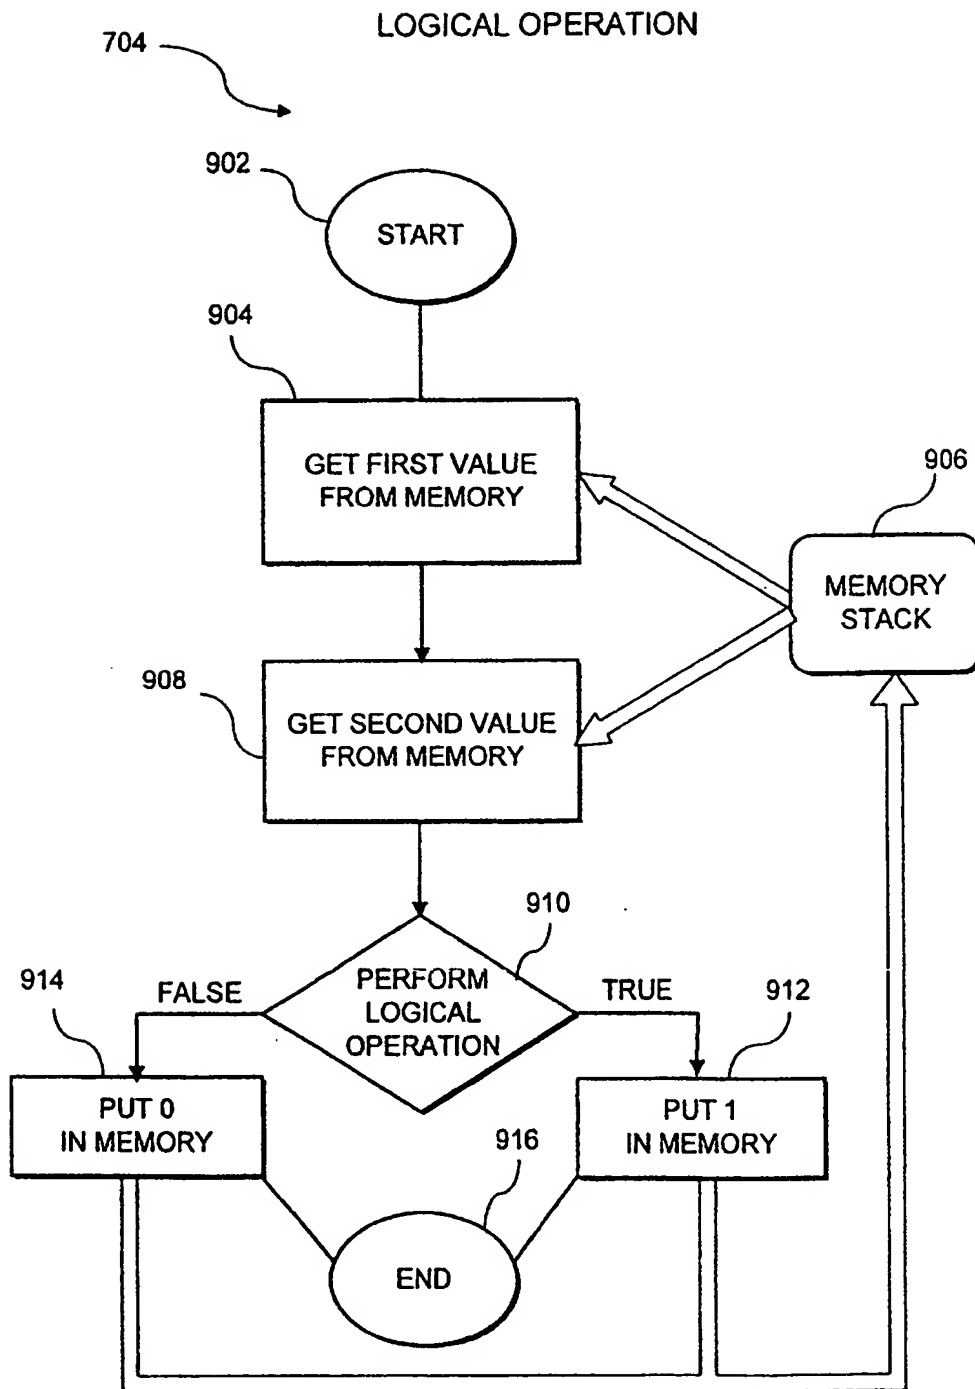 LOGICAL OPERATION
704
902
START
904
GET FIRST VALUE
FROM MEMORY
906
MEMORY
STACK
908
GET SECOND VALUE
FROM MEMORY
910
PERFORM
LOGICAL
OPERATION
FALSE
TRUE
914
912
PUT 0
IN MEMORY
PUT 1
IN MEMORY
916
END